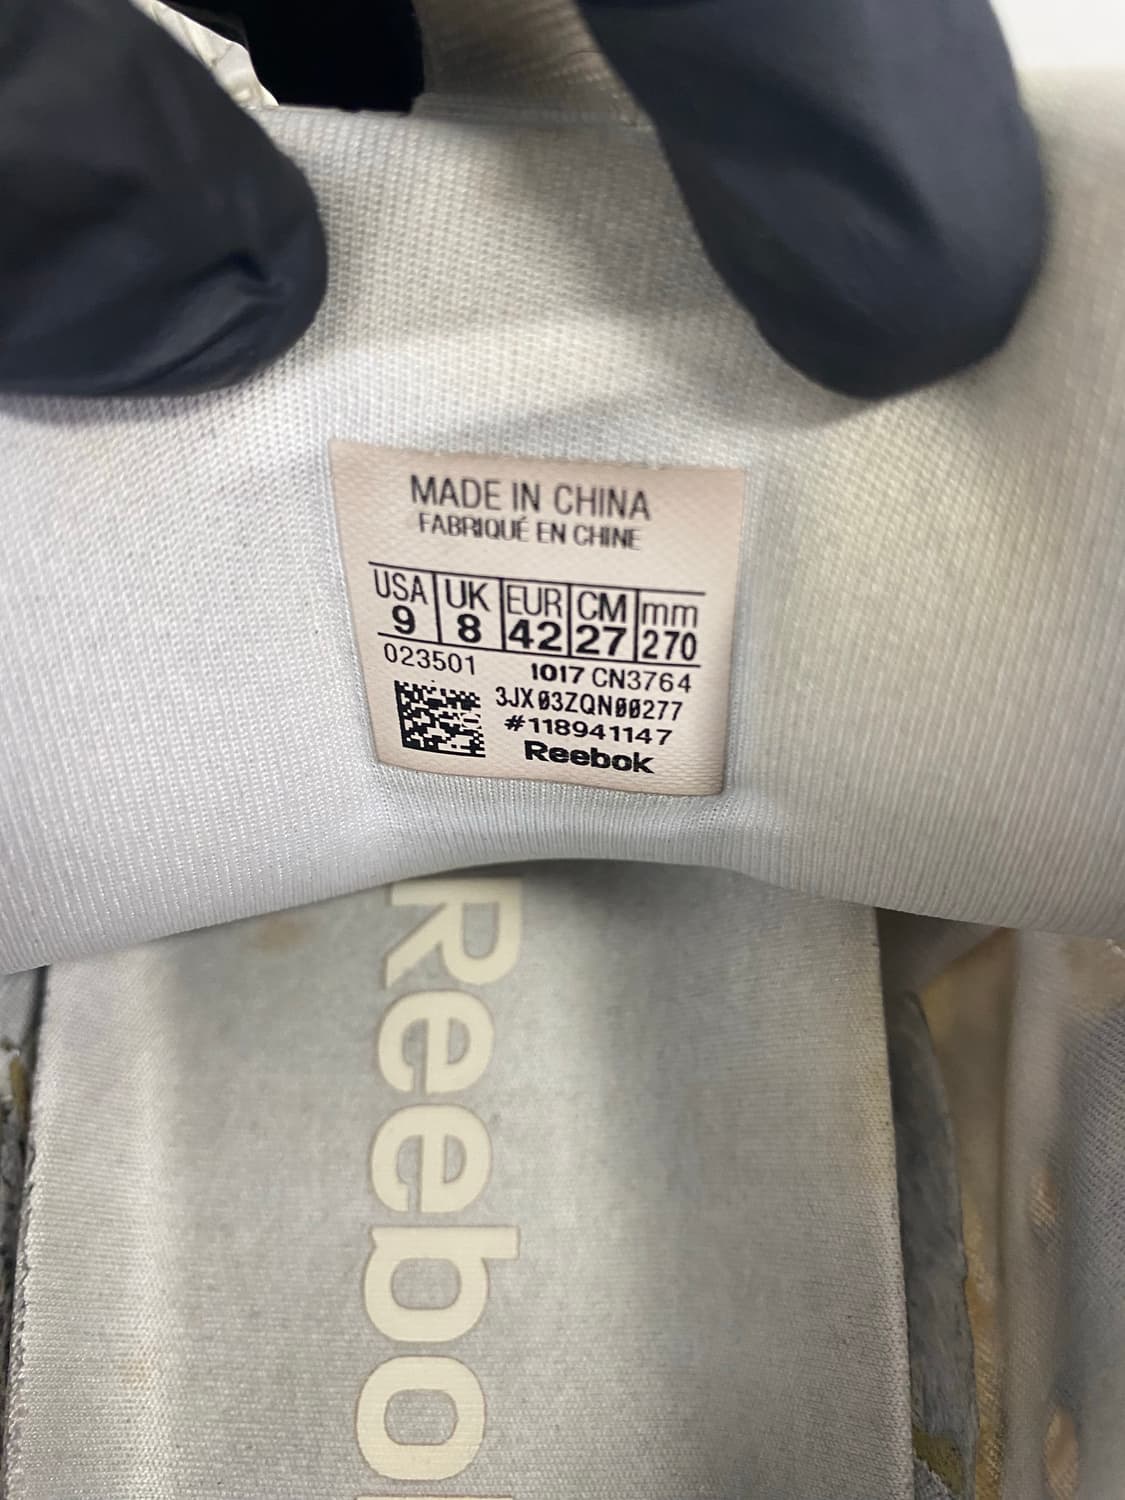 MADE IN CHINA
FABRIQUÉ EN CHINE
USA UK EUR CM mm
9 8 42 27 270
023501 1017 CN3764
3JX03ZQN00277
#118941147
Reebok
Reebo